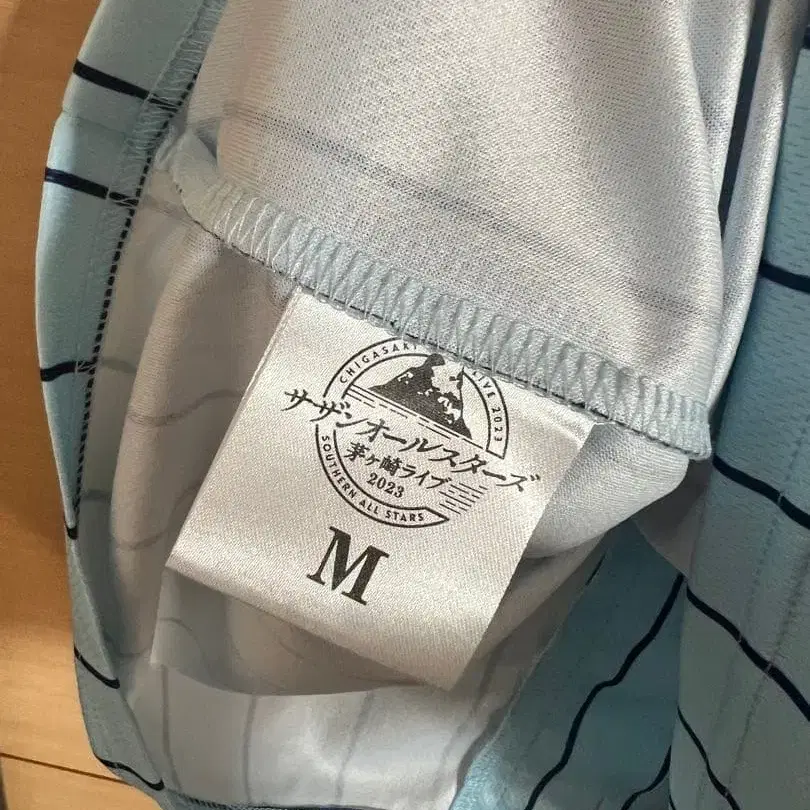 CHIGASAKI LIVE 2023
サザンオールスターズ
茅ヶ崎ライブ
2023
SOUTHERN ALL STARS
M